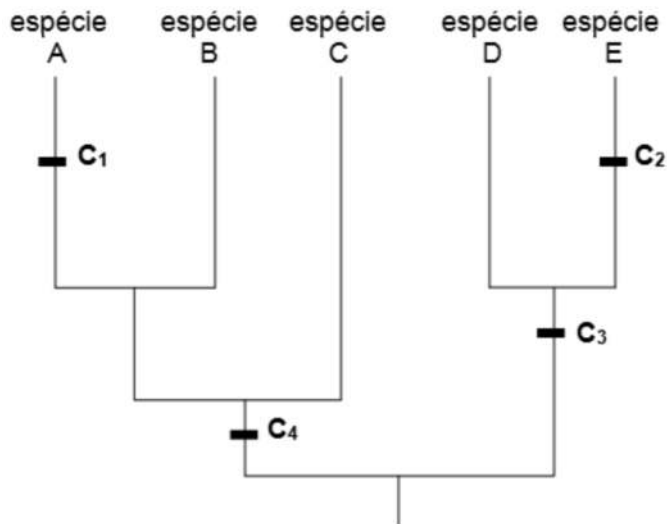 espécie espécie espécie espécie espécie
A B C D E
C₁ C₂
C₃
C₄